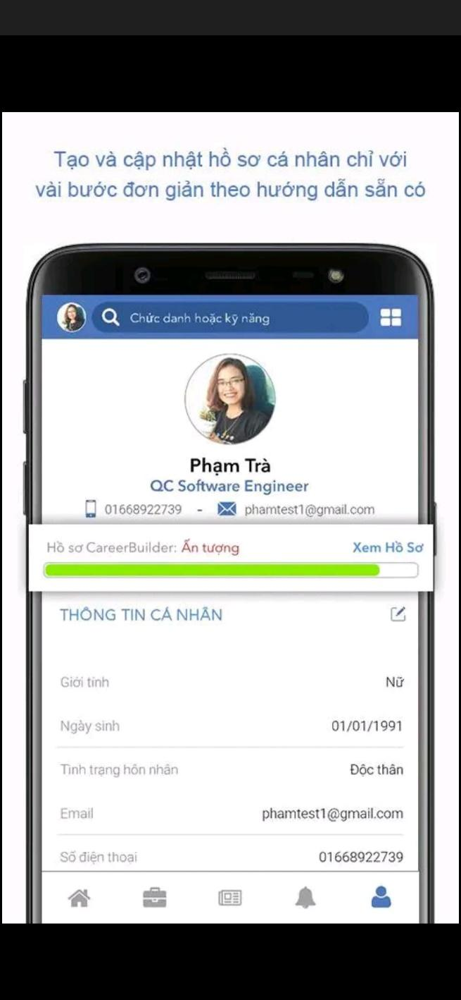 Tạo và cập nhật hồ sơ cá nhân chỉ với
vài bước đơn giản theo hướng dẫn sẵn có
Chức danh hoặc kỹ năng
Phạm Trà
QC Software Engineer
01668922739 - phamtest1@gmail.com
Hồ sơ CareerBuilder: Ấn tượng Xem Hồ Sơ
THÔNG TIN CÁ NHÂN
Giới tính Nữ
Ngày sinh 01/01/1991
Tình trạng hôn nhân Độc thân
Email phamtest1@gmail.com
Số điện thoại 01668922739